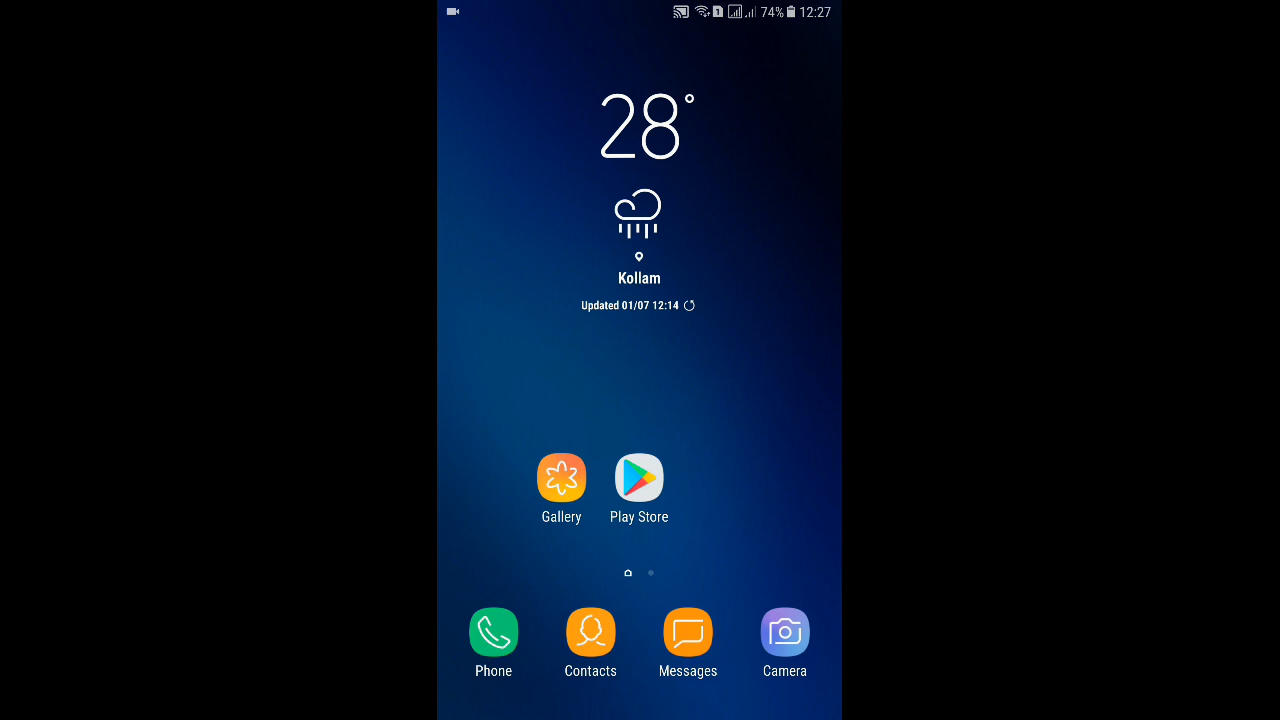 74% 12:27
28°
Kollam
Updated 01/07 12:14
Gallery Play Store
Phone Contacts Messages Camera